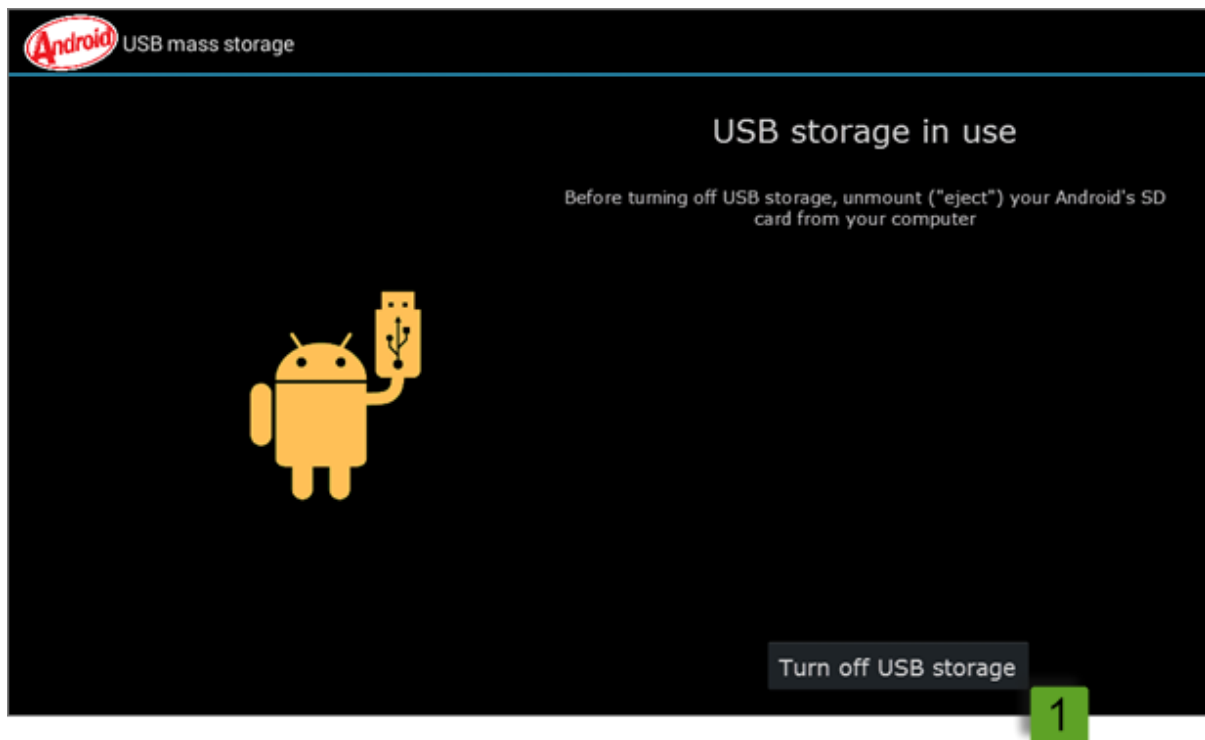 Android USB mass storage
USB storage in use
Before turning off USB storage, unmount ("eject") your Android's SD
card from your computer
Turn off USB storage
1